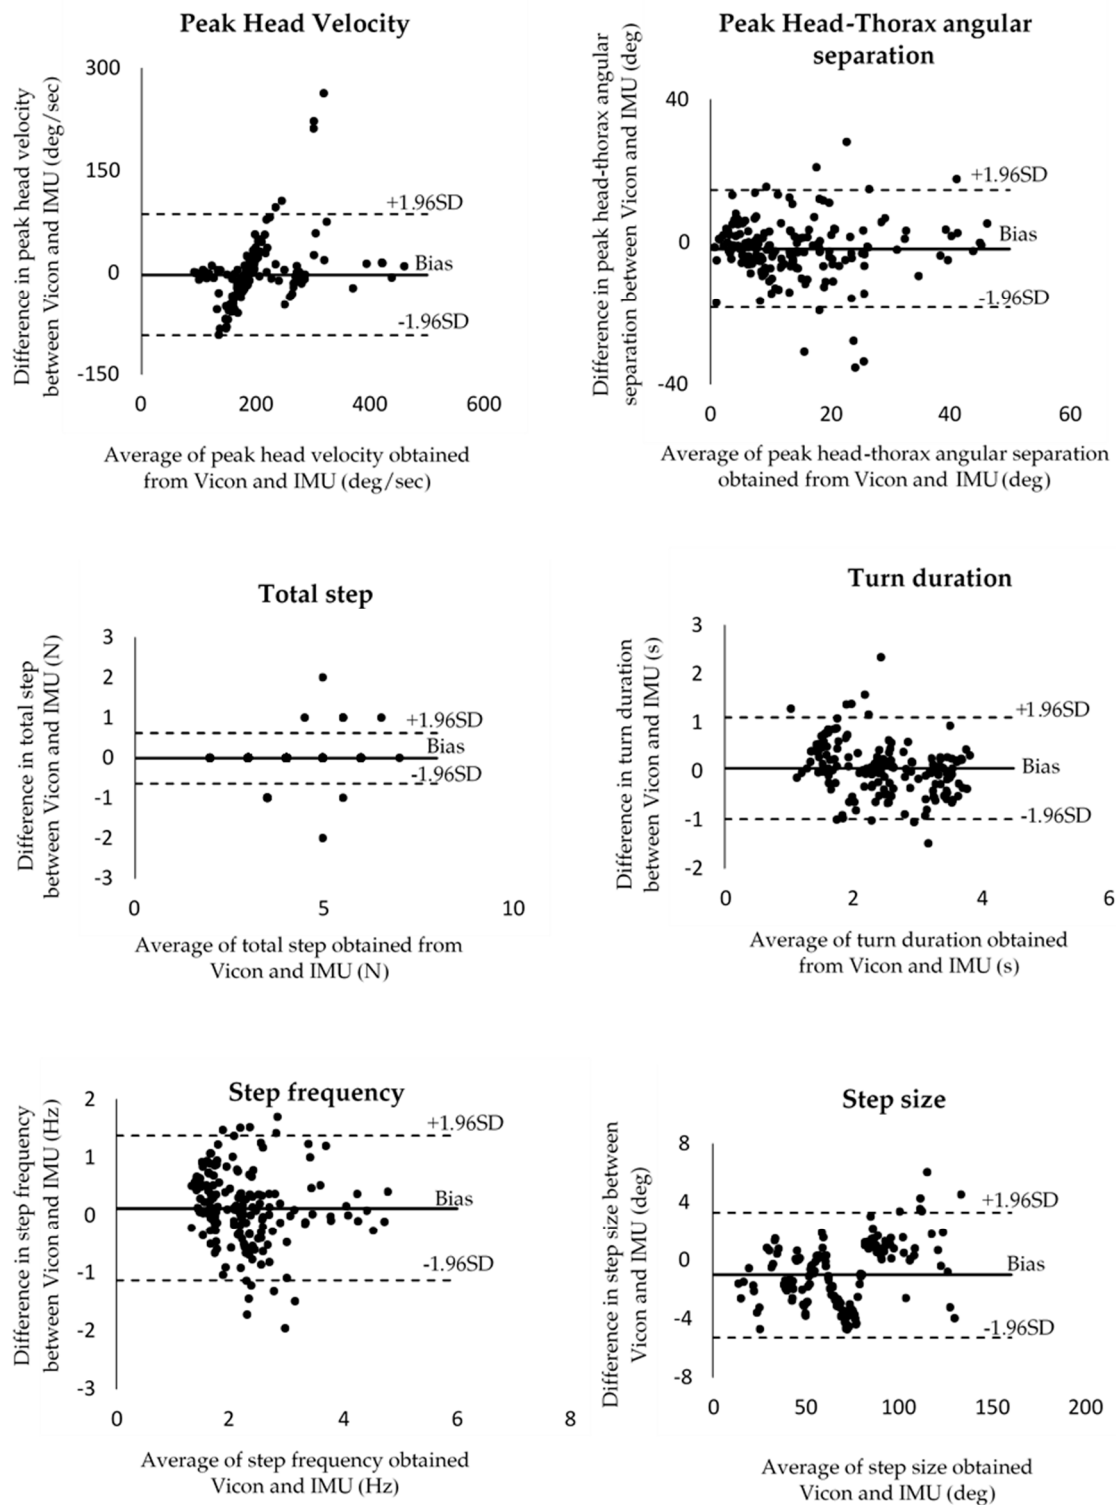 Peak Head Velocity
Difference in peak head velocity
between Vicon and IMU (deg/sec)
300
150
0
-150
+1.96SD
Bias
-1.96SD
0
200
400
600
Average of peak head velocity obtained
from Vicon and IMU (deg/sec)
Peak Head-Thorax angular
separation
Difference in peak head-thorax angular
separation between Vicon and IMU (deg)
40
0
-40
+1.96SD
Bias
-1.96SD
0
20
40
60
Average of peak head-thorax angular separation
obtained from Vicon and IMU (deg)
Total step
Difference in total step
between Vicon and IMU (N)
3
2
1
0
-1
-2
-3
+1.96SD
Bias
-1.96SD
0
5
10
Average of total step obtained from
Vicon and IMU (N)
Turn duration
Difference in turn duration
between Vicon and IMU (s)
3
2
1
0
-1
-2
+1.96SD
Bias
-1.96SD
0
2
4
6
Average of turn duration obtained
from Vicon and IMU (s)
Step frequency
Difference in step frequency
between Vicon and IMU (Hz)
2
1
0
-1
-2
-3
+1.96SD
Bias
-1.96SD
0
2
4
6
8
Average of step frequency obtained
Vicon and IMU (Hz)
Step size
Difference in step size between
Vicon and IMU (deg)
8
4
0
-4
-8
+1.96SD
Bias
-1.96SD
0
50
100
150
200
Average of step size obtained
Vicon and IMU (deg)